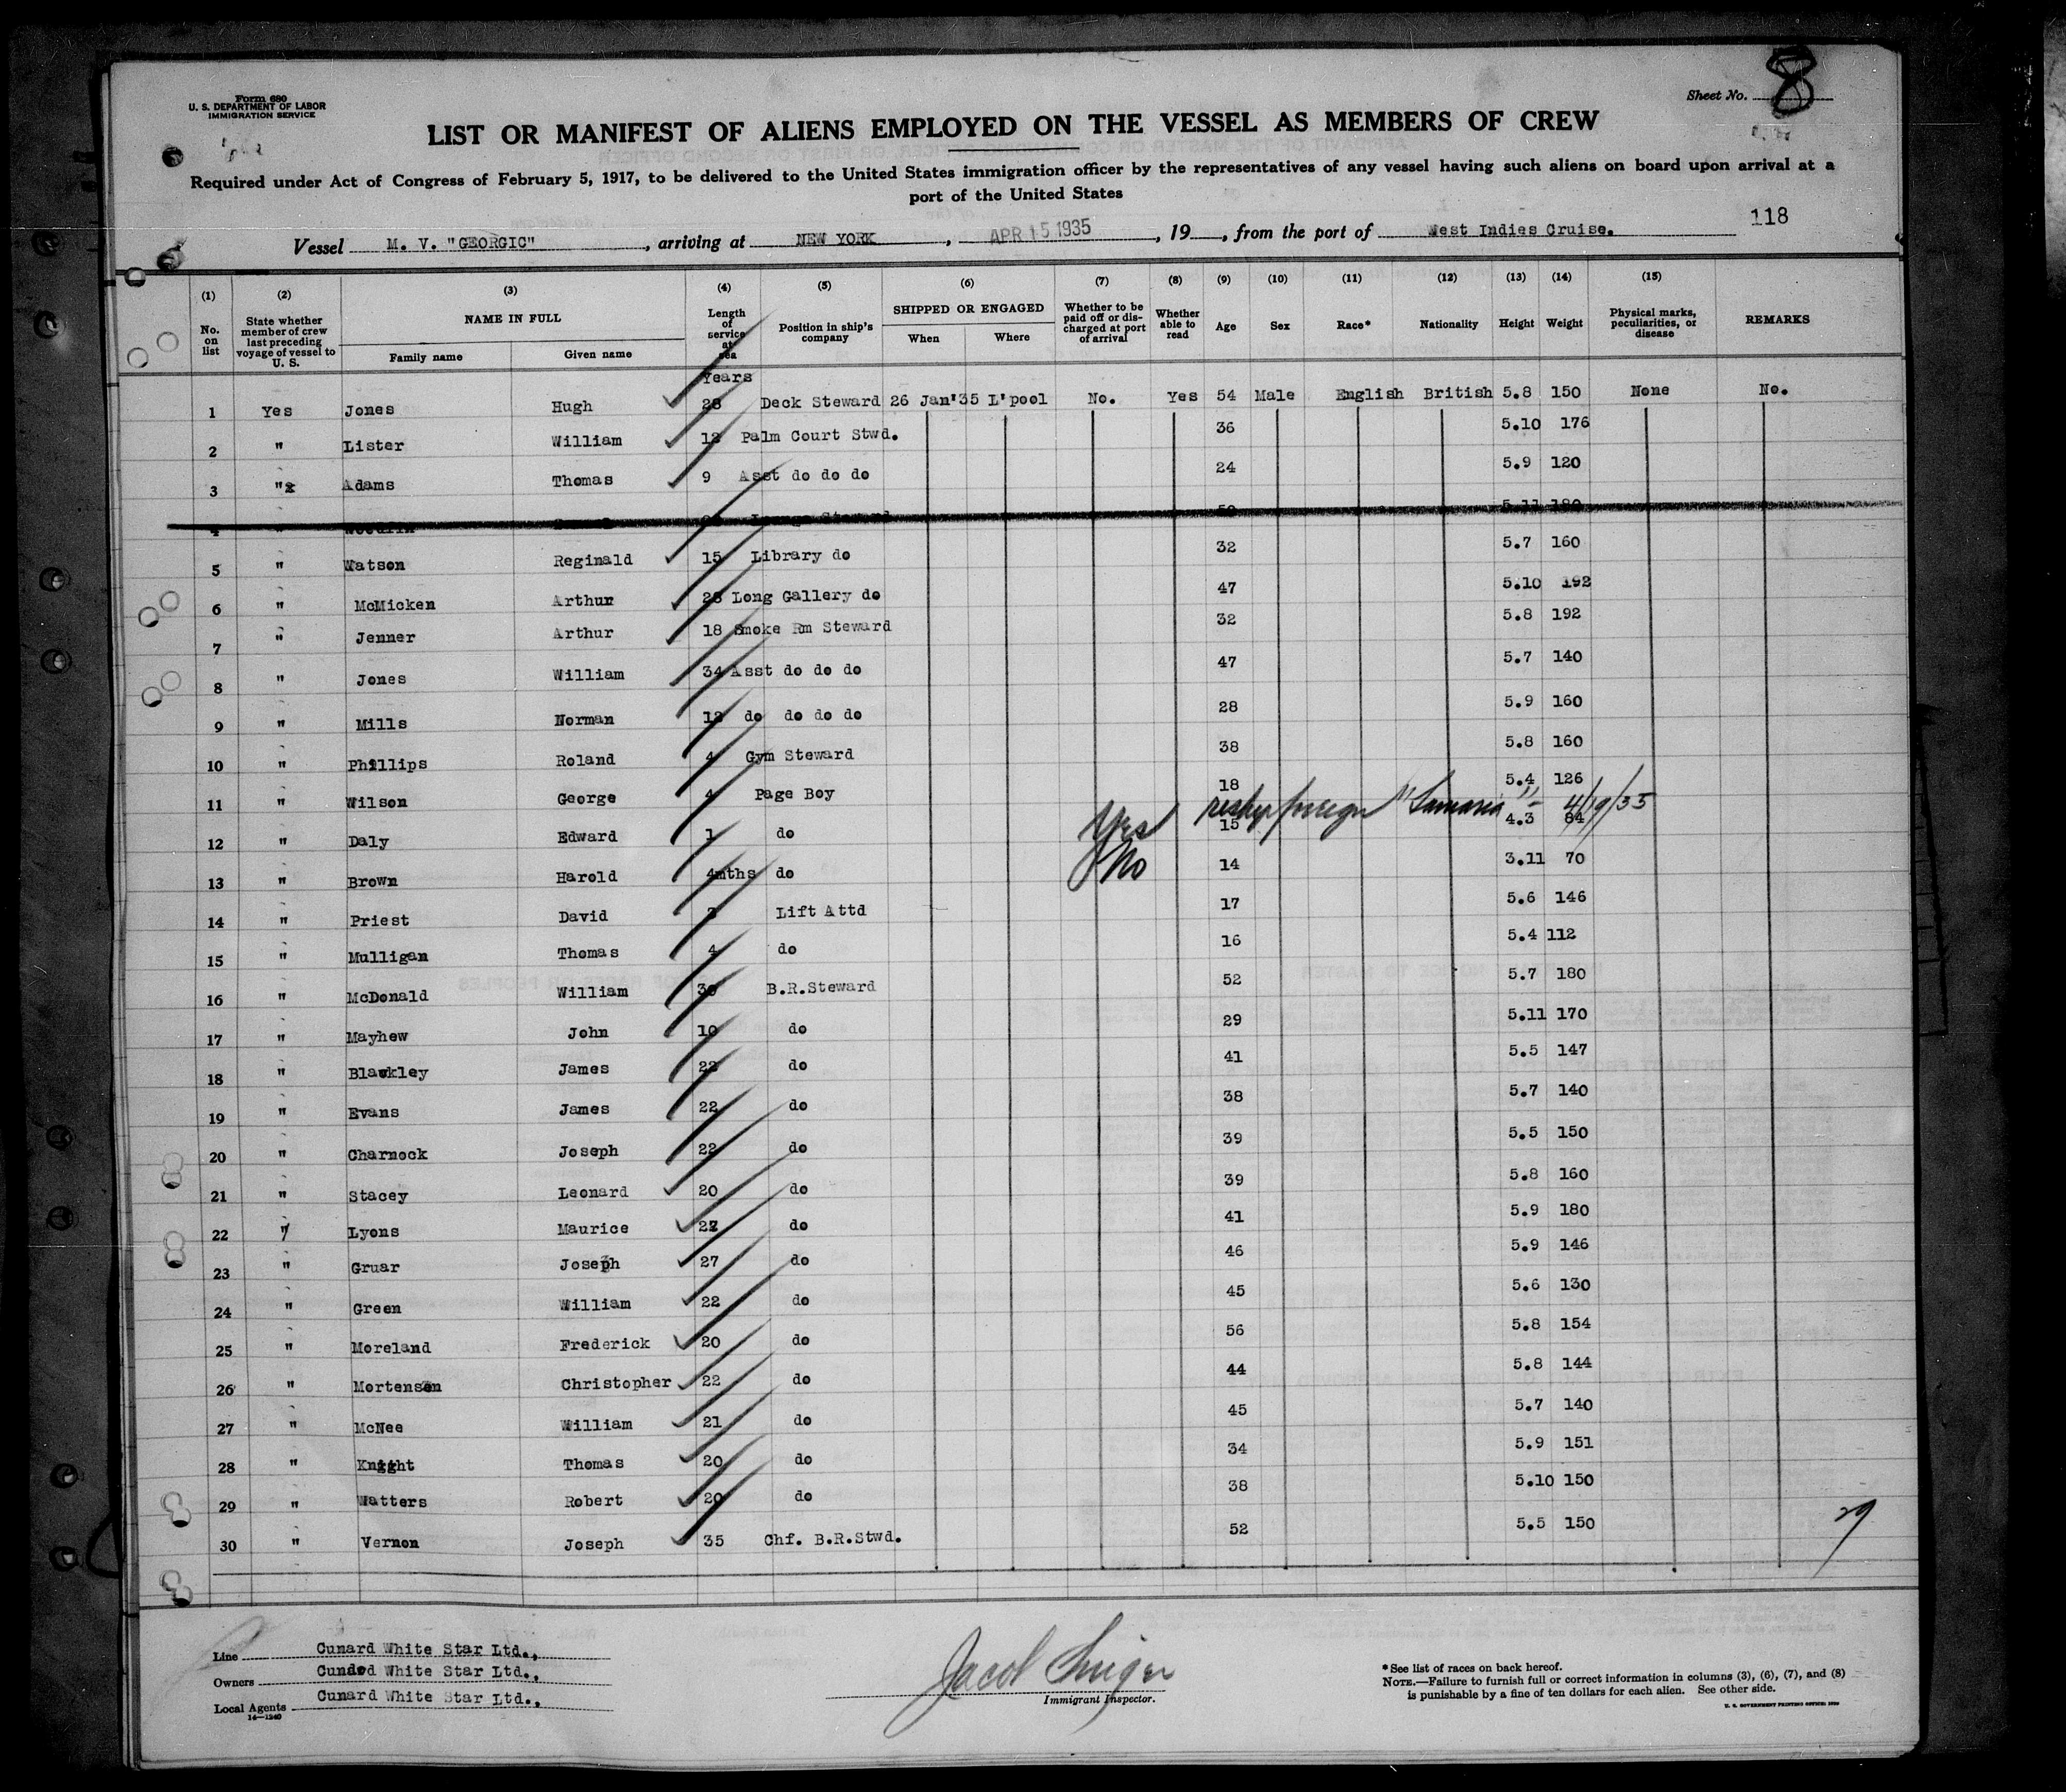 Form 680
U. S. DEPARTMENT OF LABOR
IMMIGRATION SERVICE
Sheet No. 8
LIST OR MANIFEST OF ALIENS EMPLOYED ON THE VESSEL AS MEMBERS OF CREW
Required under Act of Congress of February 5, 1917, to be delivered to the United States immigration officer by the representatives of any vessel having such aliens on board upon arrival at a
port of the United States
118
Vessel M. V. "GEORGIC", arriving at NEW YORK, APR 15 1935, 19, from the port of West Indies Cruise.
(1) (2) (3) (4) (5) (6) (7) (8) (9) (10) (11) (12) (13) (14) (15)
No. on list State whether member of crew last preceding voyage of vessel to U. S. NAME IN FULL Family name Given name Length of service at sea Position in ship's company SHIPPED OR ENGAGED When Where Whether to be paid off or discharged at port of arrival Whether able to read Age Sex Race* Nationality Height Weight Physical marks, peculiarities, or disease REMARKS
Years
1 Yes Jones Hugh 28 Deck Steward 26 Jan'35 L'pool No. Yes 54 Male English British 5.8 150 None No.
2 " Lister William 12 Palm Court Stwd. 36 5.10 176
3 " Adams Thomas 9 Asst do do do 24 5.9 120
4 " Lounge Steward 5.11 180
5 " Watson Reginald 15 Library do 32 5.7 160
6 " McMicken Arthur 28 Long Gallery do 47 5.10 192
7 " Jenner Arthur 18 Smoke Rm Steward 32 5.8 192
8 " Jones William 34 Asst do do do 47 5.7 140
9 " Mills Norman 12 do do do do 28 5.9 160
10 " Phillips Roland 4 Gym Steward 38 5.8 160
11 " Wilson George 4 Page Boy 18 5.4 126
reship foreign "Samaria" - 4/19/35
12 " Daly Edward 1 do Yes 15 4.3 84
13 " Brown Harold 4mths do No 14 3.11 70
14 " Priest David Lift Attd 17 5.6 146
15 " Mulligan Thomas 4 do 16 5.4 112
16 " McDonald William 30 B.R.Steward 52 5.7 180
17 " Mayhew John 10 do 29 5.11 170
18 " Blawkley James 22 do 41 5.5 147
19 " Evans James 22 do 38 5.7 140
20 " Charnock Joseph 22 do 39 5.5 150
21 " Stacey Leonard 20 do 39 5.8 160
22 " Lyons Maurice do 41 5.9 180
23 " Gruar Joseph 27 do 46 5.9 146
24 " Green William 22 do 45 5.6 130
25 " Moreland Frederick 20 do 56 5.8 154
26 " Mortensen Christopher 22 do 44 5.8 144
27 " McNee William 21 do 45 5.7 140
28 " Knight Thomas 20 do 34 5.9 151
29 " Watters Robert 20 do 38 5.10 150
30 " Vernon Joseph 35 Chf. B.R.Stwd. 52 5.5 150
29
Line Cunard White Star Ltd.,
Owners Cunard White Star Ltd.,
Local Agents Cunard White Star Ltd.,
14—1240
Immigrant Inspector.
*See list of races on back hereof.
NOTE.—Failure to furnish full or correct information in columns (3), (6), (7), and (8)
is punishable by a fine of ten dollars for each alien. See other side.